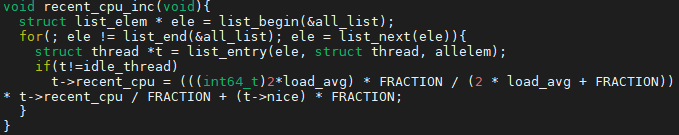 void recent_cpu_inc(void){
  struct list_elem * ele = list_begin(&all_list);
  for(; ele != list_end(&all_list); ele = list_next(ele)){
    struct thread *t = list_entry(ele, struct thread, allelem);
    if(t!=idle_thread)
      t->recent_cpu = (((int64_t)2*load_avg) * FRACTION / (2 * load_avg + FRACTION))
* t->recent_cpu / FRACTION + (t->nice) * FRACTION;
  }
}